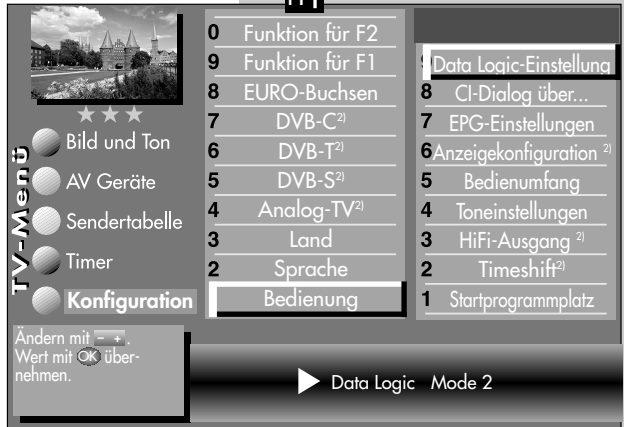 TV-Menü
Bild und Ton
AV Geräte
Sendertabelle
Timer
Konfiguration
0 Funktion für F2
9 Funktion für F1
8 EURO-Buchsen
7 DVB-C2)
6 DVB-T2)
5 DVB-S2)
4 Analog-TV2)
3 Land
2 Sprache
Bedienung
9 Data Logic-Einstellung
8 CI-Dialog über...
7 EPG-Einstellungen
6 Anzeigekonfiguration 2)
5 Bedienumfang
4 Toneinstellungen
3 HiFi-Ausgang 2)
2 Timeshift2)
1 Startprogrammplatz
Ändern mit - + .
Wert mit OK über-
nehmen.
Data Logic Mode 2